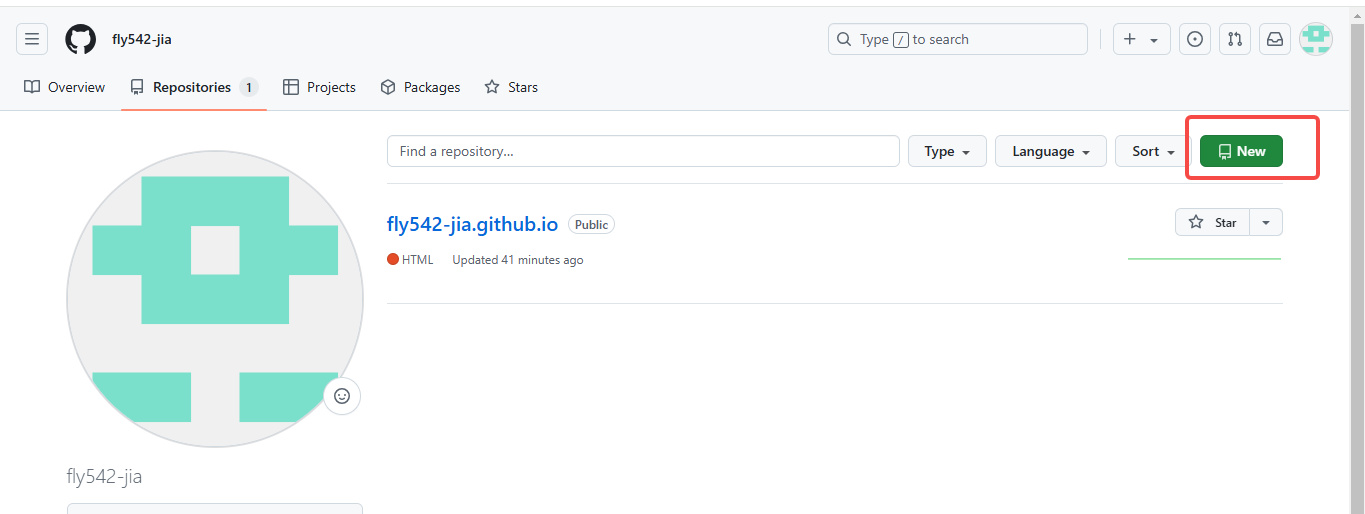 fly542-jia
Type / to search
Overview
Repositories 1
Projects
Packages
Stars
Find a repository...
Type
Language
Sort
New
fly542-jia.github.io Public
Star
HTML Updated 41 minutes ago
fly542-jia